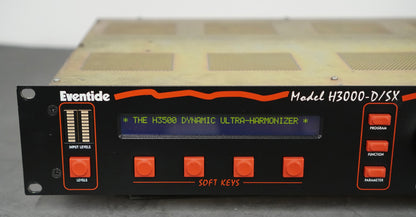 Eventide
Model H3000-D/SX
* THE H3500 DYNAMIC ULTRA-HARMONIZER *
INPUT LEVELS
LEVELS
SOFT KEYS
PROGRAM
FUNCTION
PARAMETER